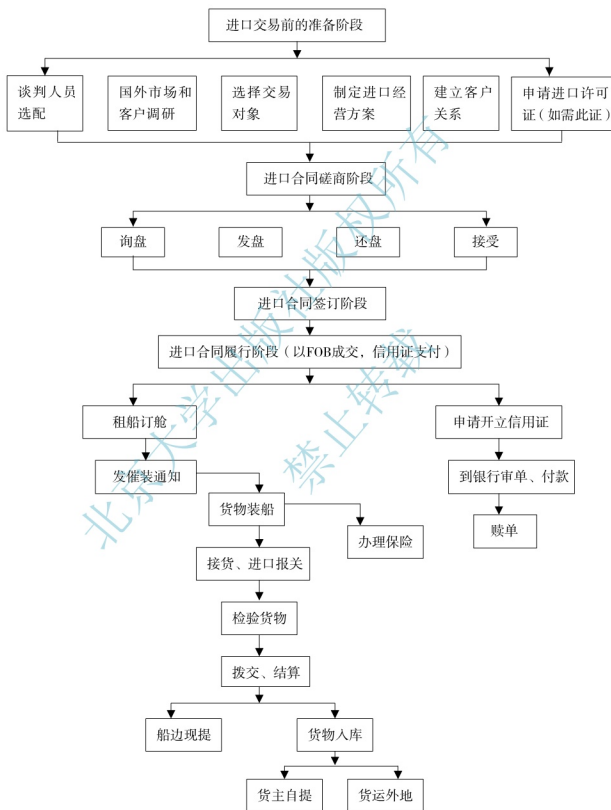 进口交易前的准备阶段
谈判人员
选配
国外市场和
客户调研
选择交易
对象
制定进口经
营方案
建立客户
关系
申请进口许可
证（如需此证）
进口合同磋商阶段
询盘
发盘
还盘
接受
进口合同签订阶段
进口合同履行阶段（以FOB成交，信用证支付）
租船订舱
申请开立信用证
发催装通知
到银行审单、付款
货物装船
办理保险
赎单
接货、进口报关
检验货物
拨交、结算
船边现提
货物入库
货主自提
货运外地
北京大学出版社版权所有
禁止转载